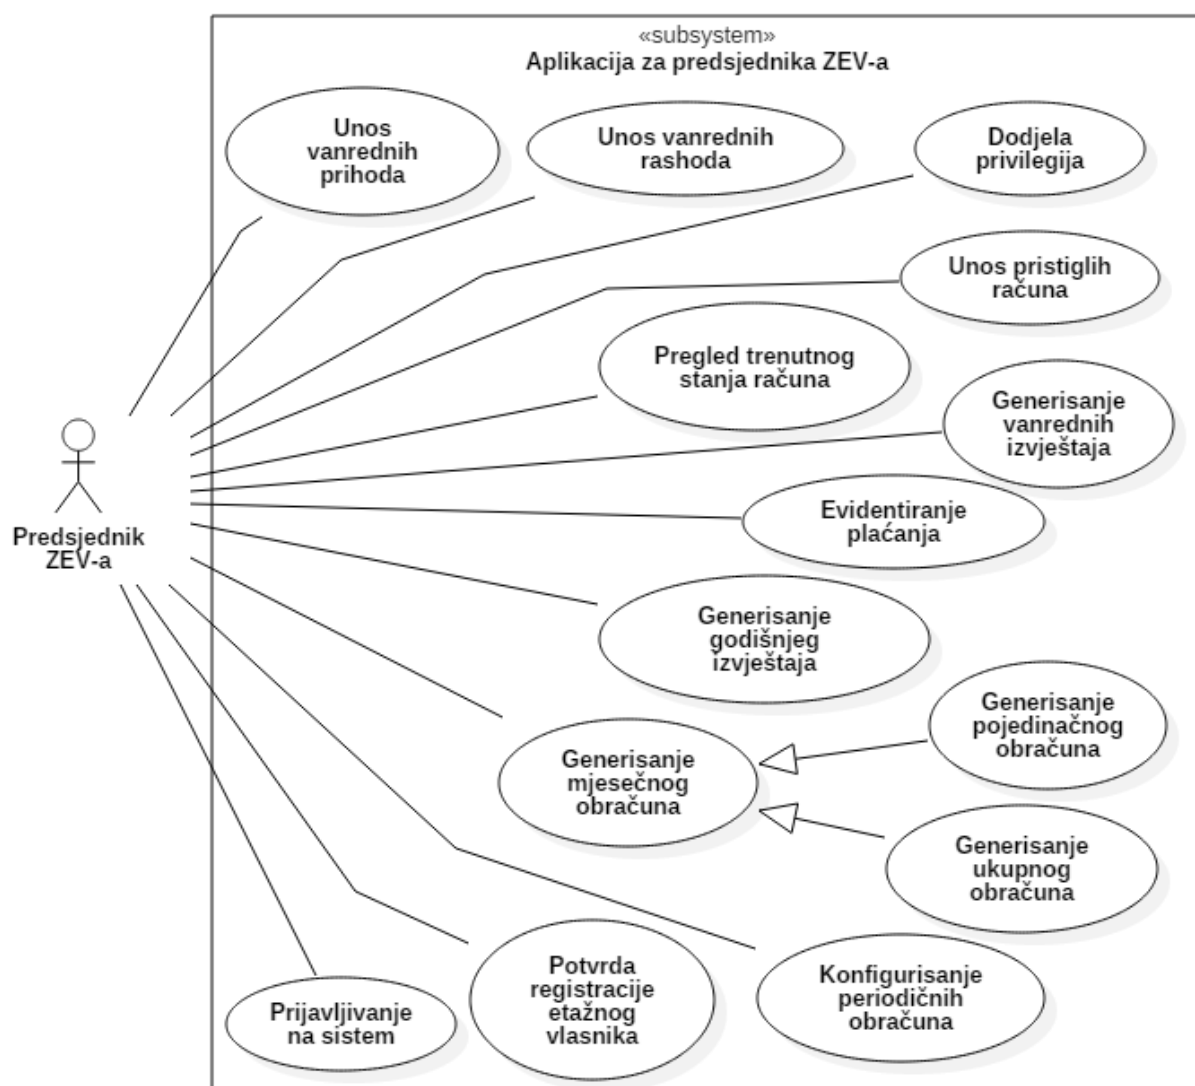 «subsystem»
Aplikacija za predsjednika ZEV-a
Unos
vanrednih
prihoda
Unos vanrednih
rashoda
Dodjela
privilegija
Unos pristiglih
računa
Pregled trenutnog
stanja računa
Generisanje
vanrednih
izvještaja
Predsjednik
ZEV-a
Evidentiranje
plaćanja
Generisanje
godišnjeg
izvještaja
Generisanje
pojedinačnog
obračuna
Generisanje
mjesečnog
obračuna
Generisanje
ukupnog
obračuna
Prijavljivanje
na sistem
Potvrda
registracije
etažnog
vlasnika
Konfigurisanje
periodičnih
obračuna